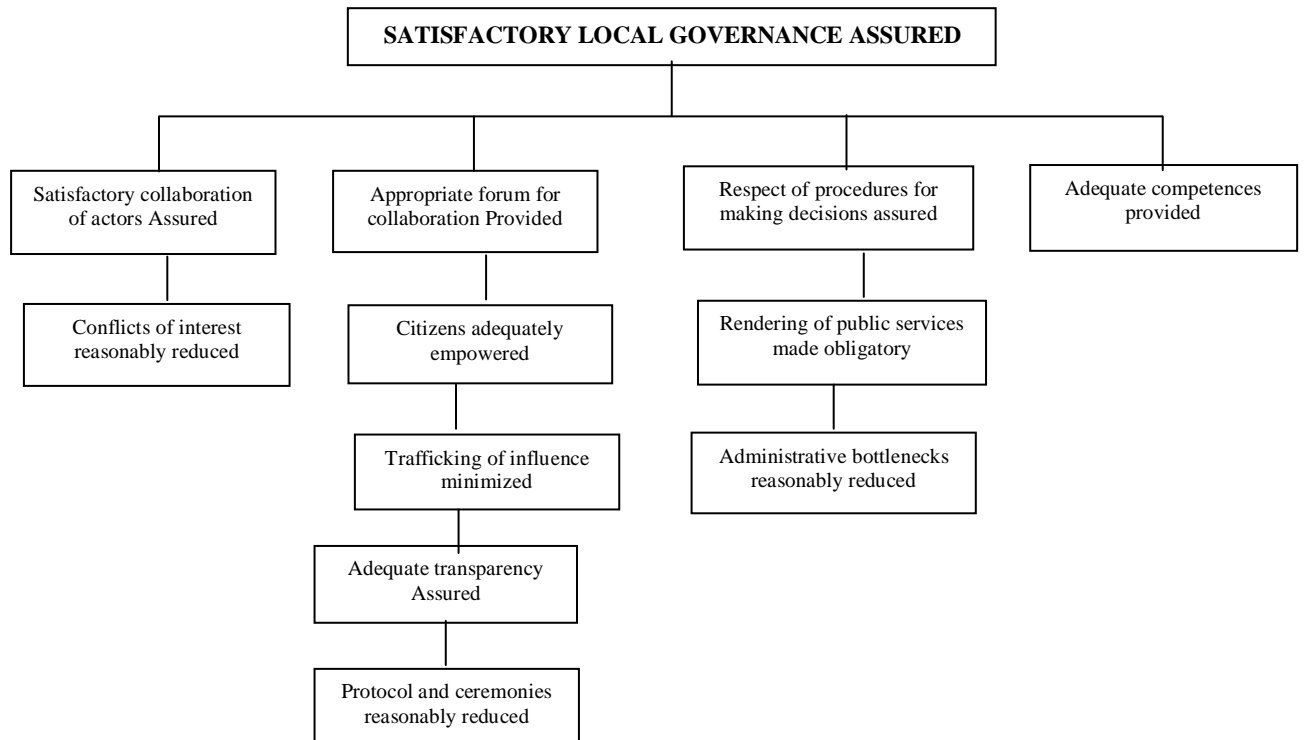 SATISFACTORY LOCAL GOVERNANCE ASSURED
Satisfactory collaboration
of actors Assured
Appropriate forum for
collaboration Provided
Respect of procedures for
making decisions assured
Adequate competences
provided
Conflicts of interest
reasonably reduced
Citizens adequately
empowered
Rendering of public services
made obligatory
Trafficking of influence
minimized
Administrative bottlenecks
reasonably reduced
Adequate transparency
Assured
Protocol and ceremonies
reasonably reduced